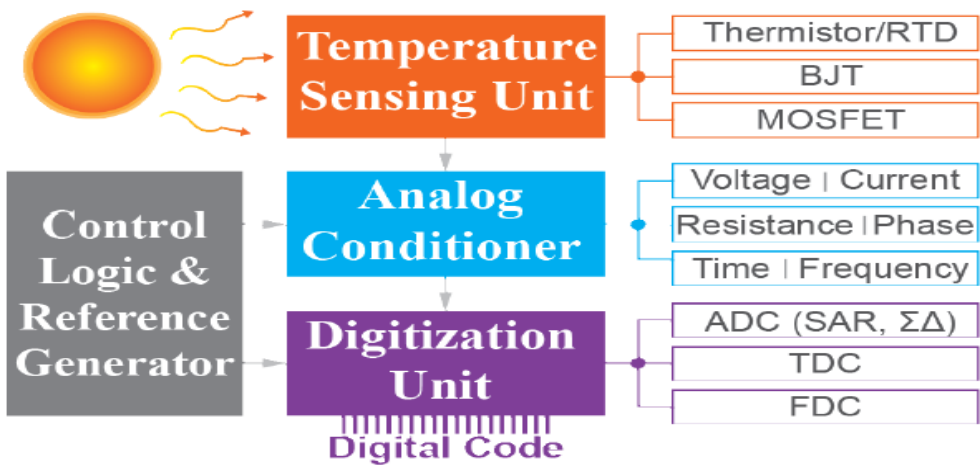 Temperature
Sensing Unit
Thermistor/RTD
BJT
MOSFET
Control
Logic &
Reference
Generator
Analog
Conditioner
Voltage | Current
Resistance | Phase
Time | Frequency
Digitization
Unit
ADC (SAR, ΣΔ)
TDC
FDC
Digital Code